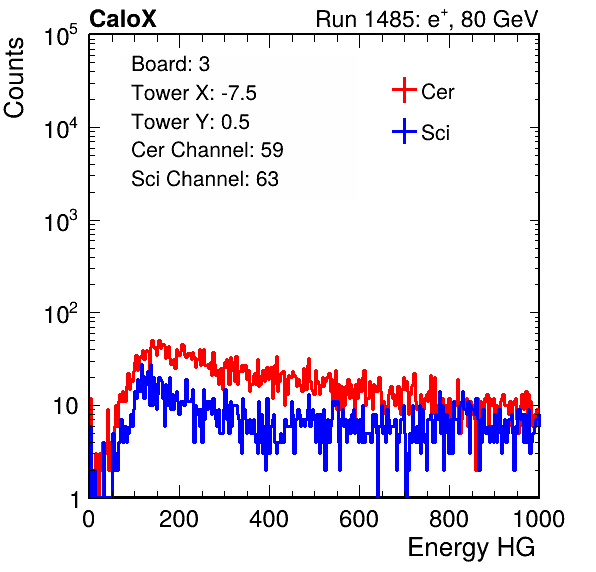 CaloX Run 1485: e⁺, 80 GeV
Counts
Board: 3
Tower X: -7.5
Tower Y: 0.5
Cer Channel: 59
Sci Channel: 63
Cer
Sci
10⁵
10⁴
10³
10²
10
1
0 200 400 600 800 1000
Energy HG